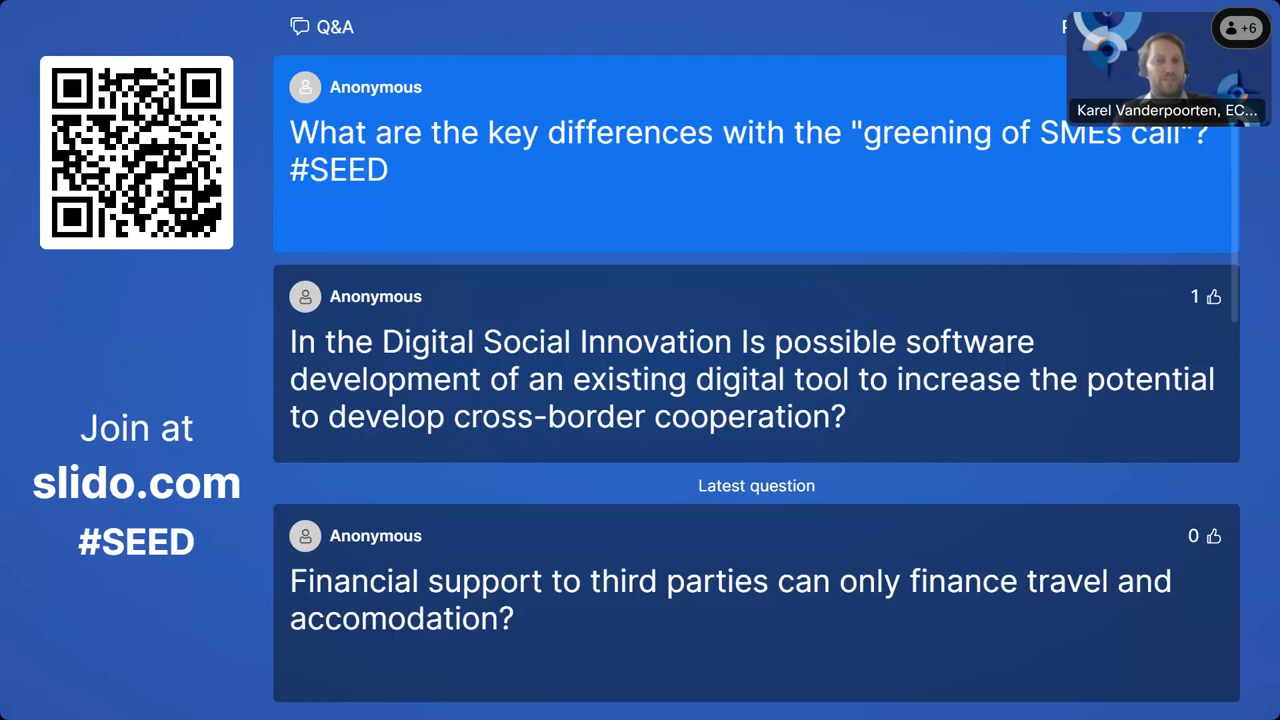 Q&A
+6
Karel Vanderpoorten, EC...
Anonymous
What are the key differences with the "greening of SMEs call"?
#SEED
Anonymous
1
In the Digital Social Innovation Is possible software
development of an existing digital tool to increase the potential
to develop cross-border cooperation?
Join at
slido.com
#SEED
Latest question
Anonymous
0
Financial support to third parties can only finance travel and
accomodation?